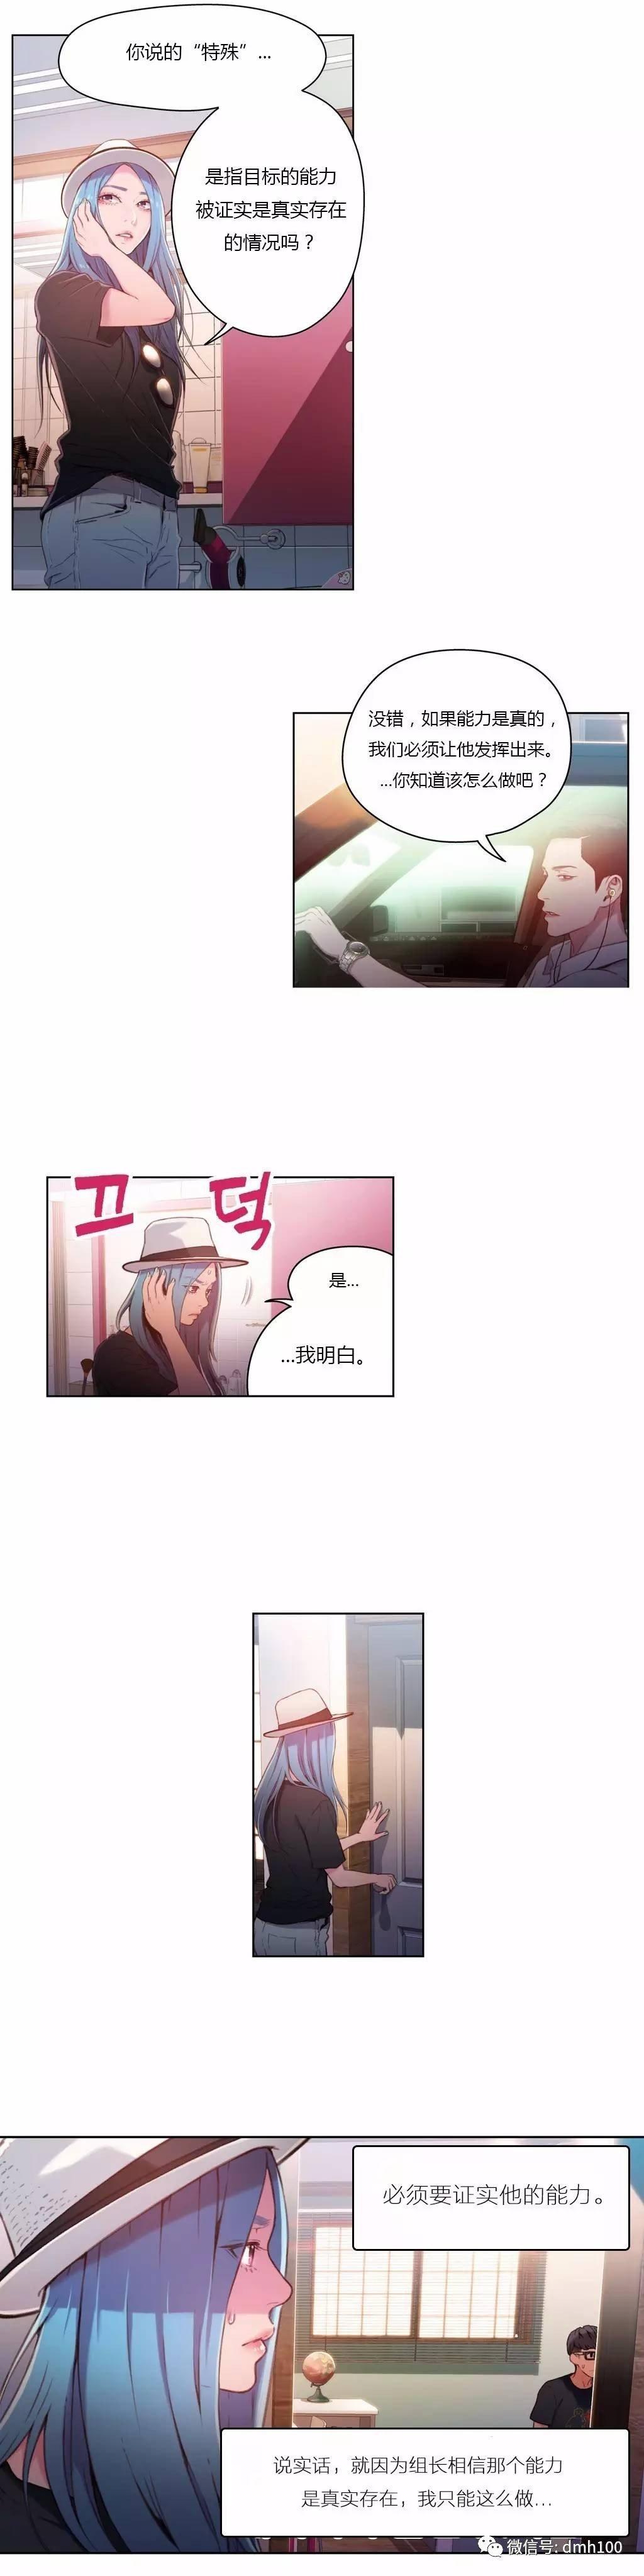 你说的“特殊”...
是指目标的能力
被证实是真实存在
的情况吗？
没错，如果能力是真的，
我们必须让他发挥出来。
...你知道该怎么做吧？
끄덕
是...
...我明白。
必须要证实他的能力。
说实话，就因为组长相信那个能力
是真实存在，我只能这么做...
微信号: dmh100